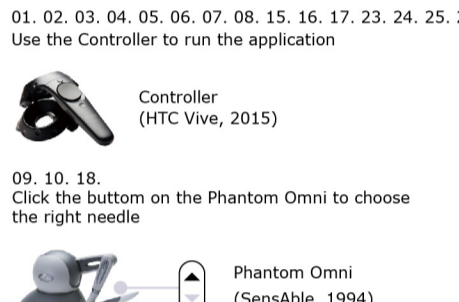 01. 02. 03. 04. 05. 06. 07. 08. 15. 16. 17. 23. 24. 25.
Use the Controller to run the application
Controller
(HTC Vive, 2015)
09. 10. 18.
Click the buttom on the Phantom Omni to choose
the right needle
Phantom Omni
(SensAble, 1994)